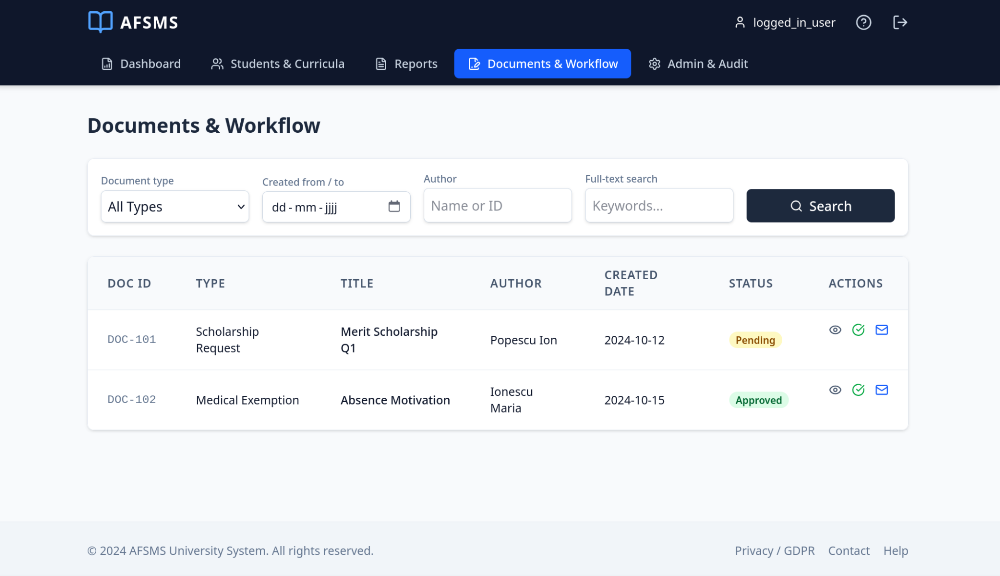 AFSMS
logged_in_user
Dashboard
Students & Curricula
Reports
Documents & Workflow
Admin & Audit
Documents & Workflow
Document type
All Types
Created from / to
dd-mm-jjjj
Author
Name or ID
Full-text search
Keywords...
Search
DOC ID
TYPE
TITLE
AUTHOR
CREATED
DATE
STATUS
ACTIONS
DOC-101
Scholarship
Request
Merit Scholarship
Q1
Popescu Ion
2024-10-12
Pending
DOC-102
Medical Exemption
Absence Motivation
Ionescu
Maria
2024-10-15
Approved
© 2024 AFSMS University System. All rights reserved.
Privacy / GDPR
Contact
Help